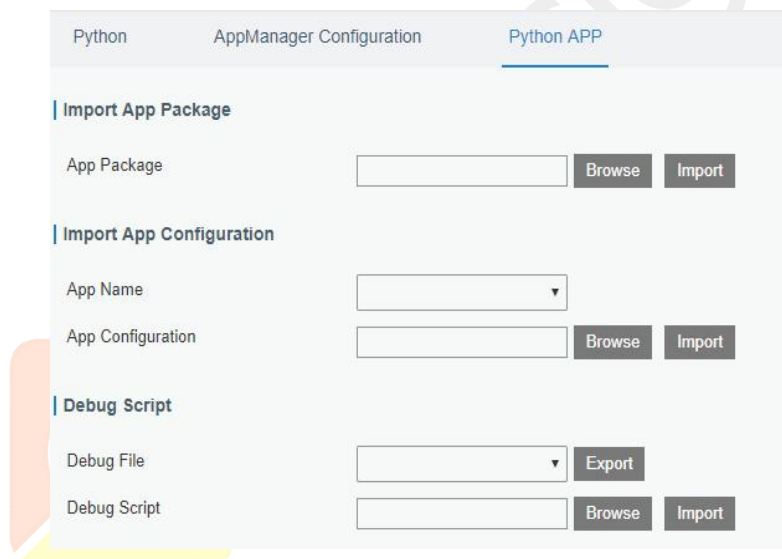 Python AppManager Configuration Python APP
Import App Package
App Package Browse Import
Import App Configuration
App Name
App Configuration Browse Import
Debug Script
Debug File Export
Debug Script Browse Import